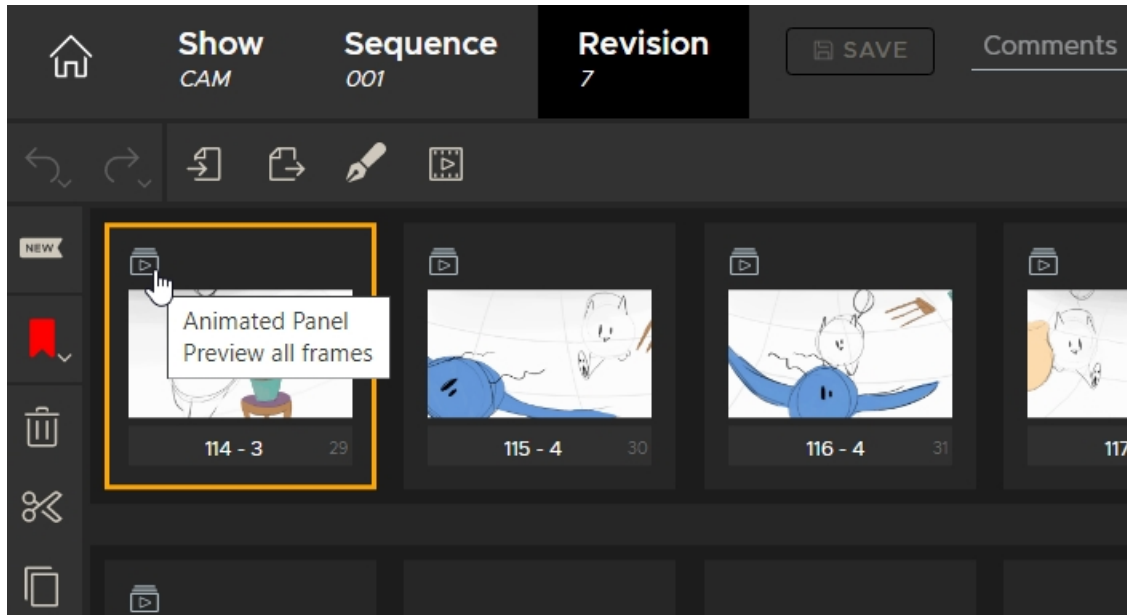 Show
CAM
Sequence
001
Revision
7
SAVE
Comments
NEW
Animated Panel
Preview all frames
114 - 3
29
115 - 4
30
116 - 4
31
117